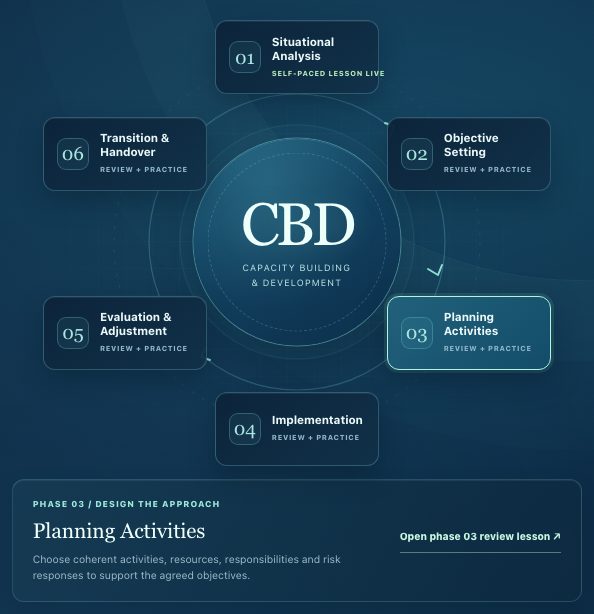 01
Situational
Analysis
SELF-PACED LESSON LIVE
06
Transition &
Handover
REVIEW + PRACTICE
02
Objective
Setting
REVIEW + PRACTICE
CBD
CAPACITY BUILDING
& DEVELOPMENT
05
Evaluation &
Adjustment
REVIEW + PRACTICE
03
Planning
Activities
REVIEW + PRACTICE
04
Implementation
REVIEW + PRACTICE
PHASE 03 / DESIGN THE APPROACH
Planning Activities
Choose coherent activities, resources, responsibilities and risk
responses to support the agreed objectives.
Open phase 03 review lesson ↗